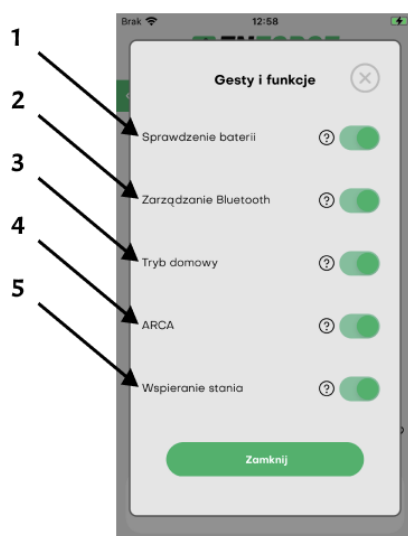 Brak 12:58
Gesty i funkcje
1
Sprawdzenie baterii
2
Zarządzanie Bluetooth
3
Tryb domowy
4
ARCA
5
Wspieranie stania
Zamknij